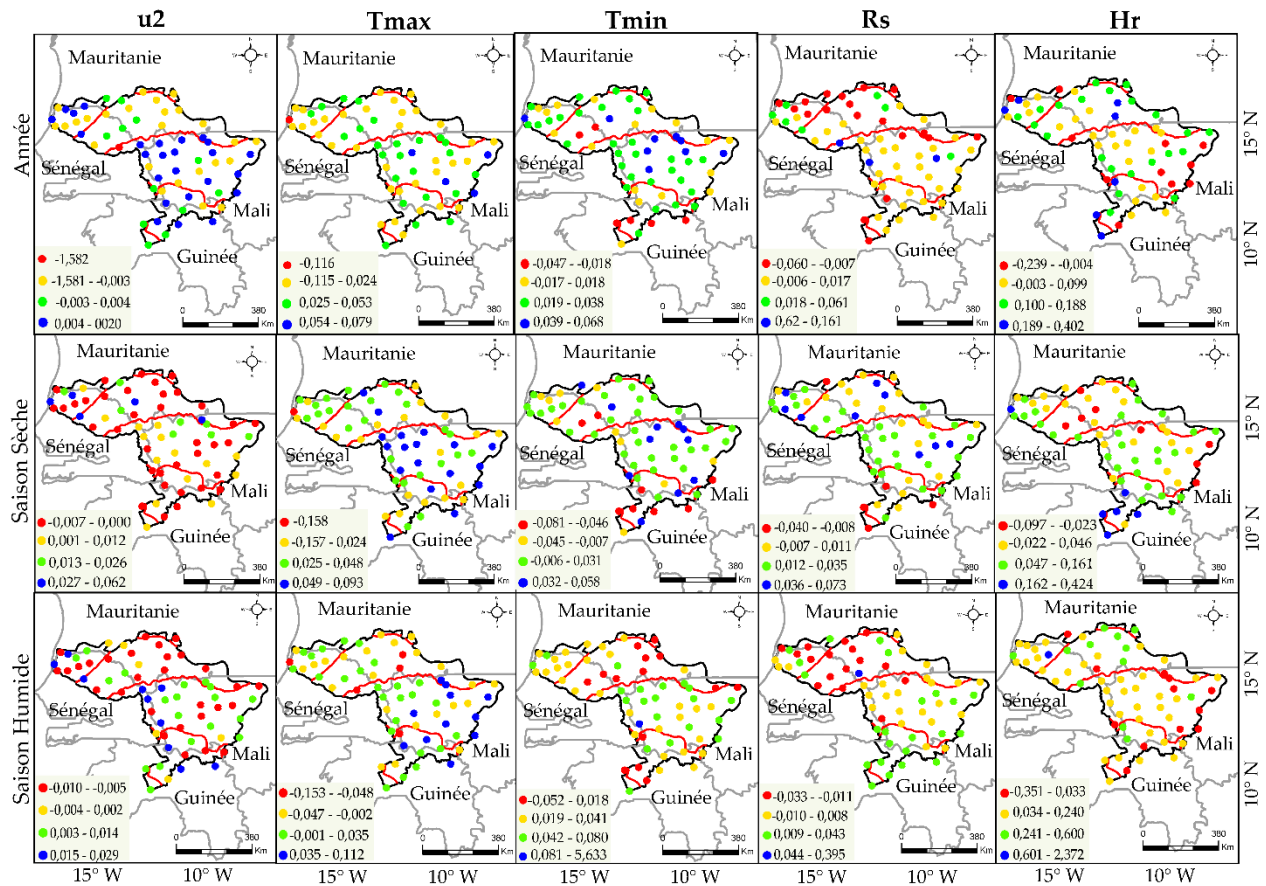 u2 Tmax Tmin Rs Hr
Année
Mauritanie
Sénégal
Mali
Guinée
-1,582
-1,581 - -0,003
-0,003 - 0,004
0,004 - 0020
0 380
Km
Mauritanie
Sénégal
Mali
Guinée
-0,116
-0,115 - 0,024
0,025 - 0,053
0,054 - 0,079
0 380
Km
Mauritanie
Sénégal
Mali
Guinée
-0,047 - -0,018
-0,017 - 0,018
0,019 - 0,038
0,039 - 0,068
0 380
Km
Mauritanie
Sénégal
Mali
Guinée
-0,060 - -0,007
-0,006 - 0,017
0,018 - 0,061
0,62 - 0,161
0 380
Km
Mauritanie
Sénégal
Mali
Guinée
-0,239 - -0,004
-0,003 - 0,099
0,100 - 0,188
0,189 - 0,402
0 380
Km
15° N
10° N
Saison Sèche
Mauritanie
Sénégal
Mali
Guinée
-0,007 - 0,000
0,001 - 0,012
0,013 - 0,026
0,027 - 0,062
0 380
Km
Mauritanie
Sénégal
Mali
Guinée
-0,158
-0,157 - 0,024
0,025 - 0,048
0,049 - 0,093
0 380
Km
Mauritanie
Sénégal
Mali
Guinée
-0,081 - -0,046
-0,045 - -0,007
-0,006 - 0,031
0,032 - 0,058
0 380
Km
Mauritanie
Sénégal
Mali
Guinée
-0,040 - -0,008
-0,007 - 0,011
0,012 - 0,035
0,036 - 0,073
0 380
Km
Mauritanie
Sénégal
Mali
Guinée
-0,097 - -0,023
-0,022 - 0,046
0,047 - 0,161
0,162 - 0,424
0 380
Km
15° N
10° N
Saison Humide
Mauritanie
Sénégal
Mali
Guinée
-0,010 - -0,005
-0,004 - 0,002
0,003 - 0,014
0,015 - 0,029
0 380
Km
Mauritanie
Sénégal
Mali
Guinée
-0,153 - -0,048
-0,047 - -0,002
-0,001 - 0,035
0,035 - 0,112
0 380
Km
Mauritanie
Sénégal
Mali
Guinée
-0,052 - 0,018
0,019 - 0,041
0,042 - 0,080
0,081 - 5,633
0 380
Km
Mauritanie
Sénégal
Mali
Guinée
-0,033 - -0,011
-0,010 - 0,008
0,009 - 0,043
0,044 - 0,395
0 380
Km
Mauritanie
Sénégal
Mali
Guinée
-0,351 - 0,033
0,034 - 0,240
0,241 - 0,600
0,601 - 2,372
0 380
Km
15° N
10° N
15° W 10° W 15° W 10° W 15° W 10° W 15° W 10° W 15° W 10° W